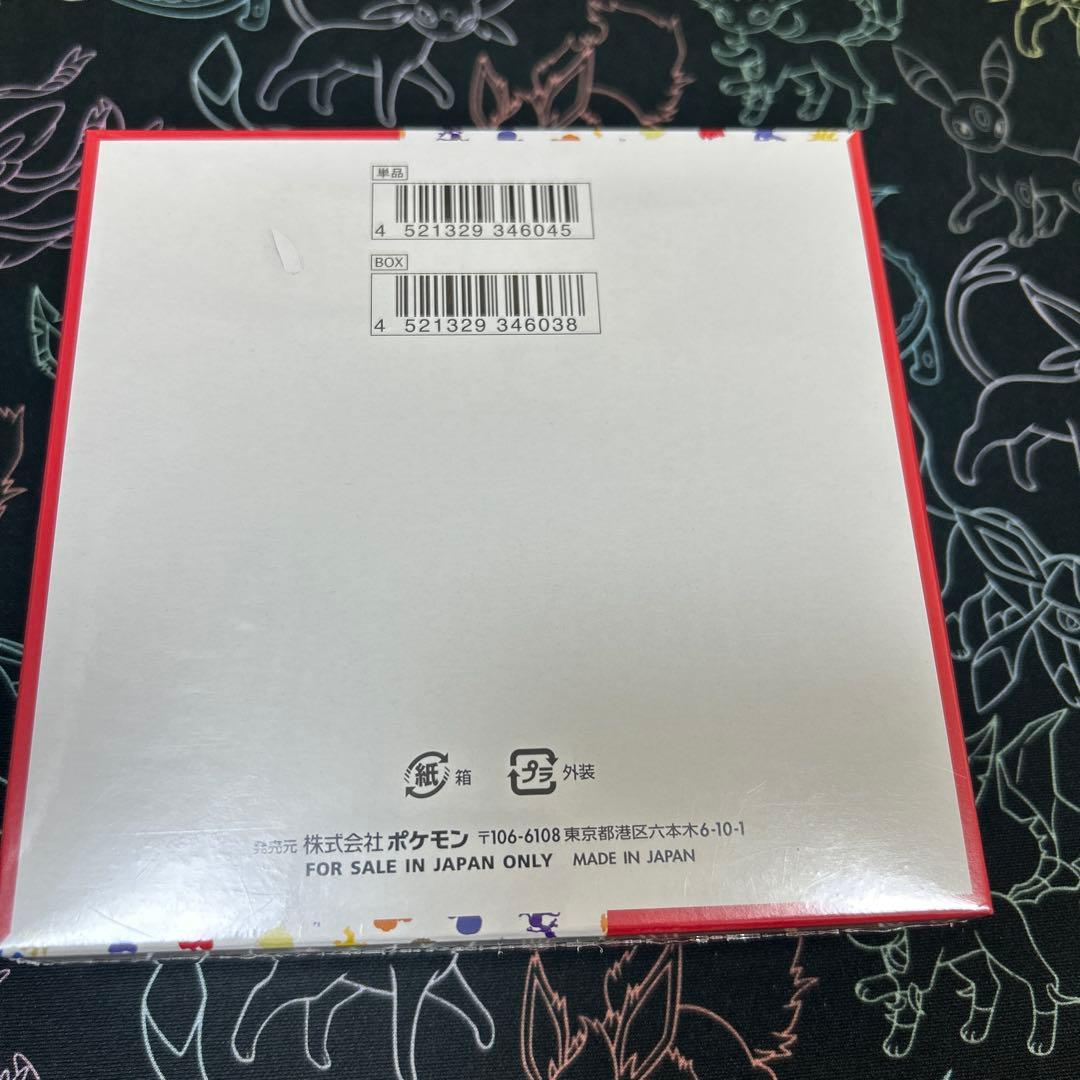 単品
4 521329 346045
BOX
4 521329 346038
紙 箱 プラ 外装
発売元 株式会社ポケモン 〒106-6108 東京都港区六本木6-10-1
FOR SALE IN JAPAN ONLY MADE IN JAPAN